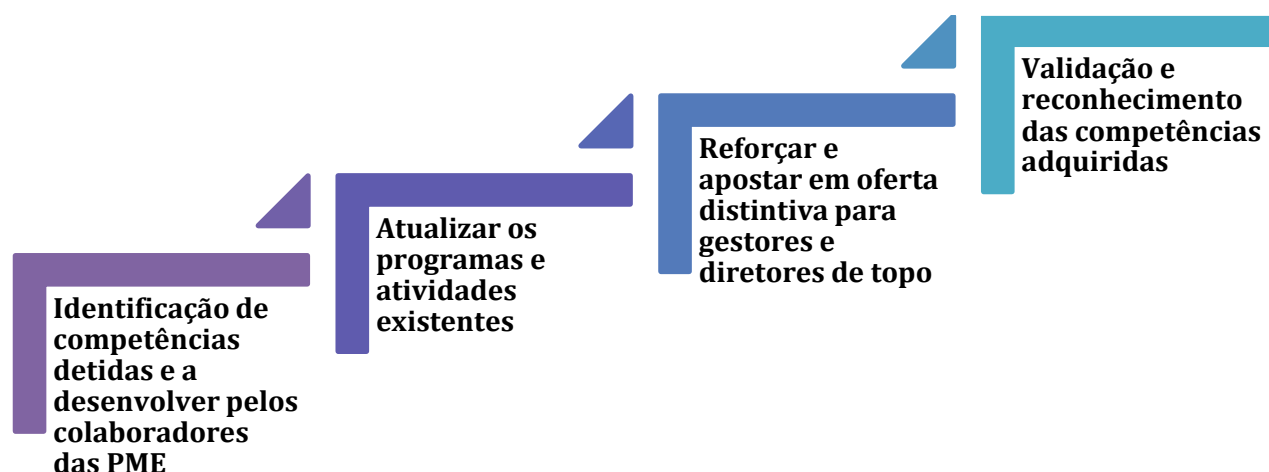 Identificação de
competências
detidas e a
desenvolver pelos
colaboradores
das PME
Atualizar os
programas e
atividades
existentes
Reforçar e
apostar em oferta
distintiva para
gestores e
diretores de topo
Validação e
reconhecimento
das competências
adquiridas